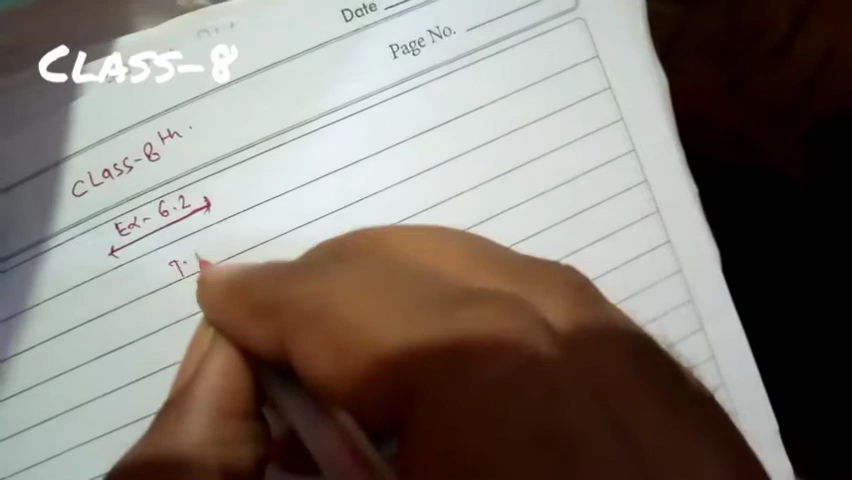 Date
Page No.
CLASS-8
CLass-8th.
Ex- 6.2